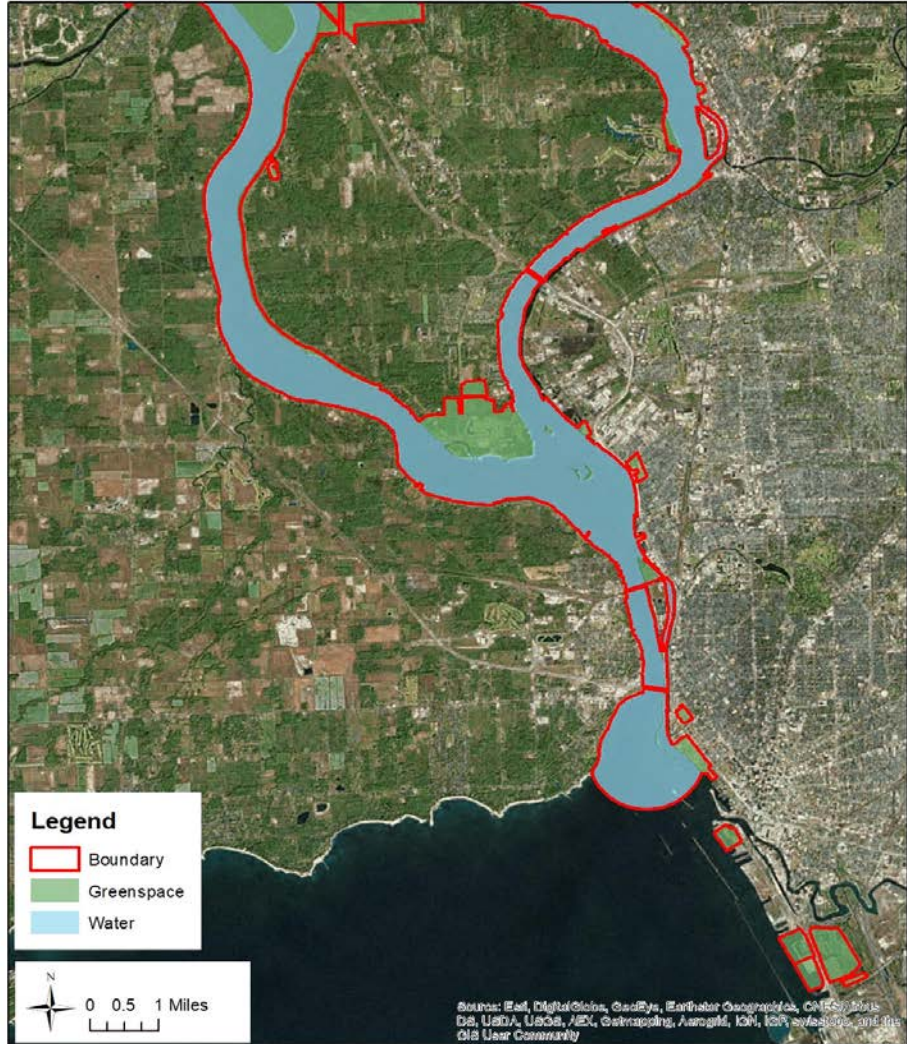 Legend
Boundary
Greenspace
Water
N
0 0.5 1 Miles
Source: Esri, DigitalGlobe, GeoEye, Earthstar Geographics, CNES/Airbus
DS, USDA, USGS, AEX, Getmapping, Aerogrid, IGN, IGP, swisstopo, and the
GIS User Community